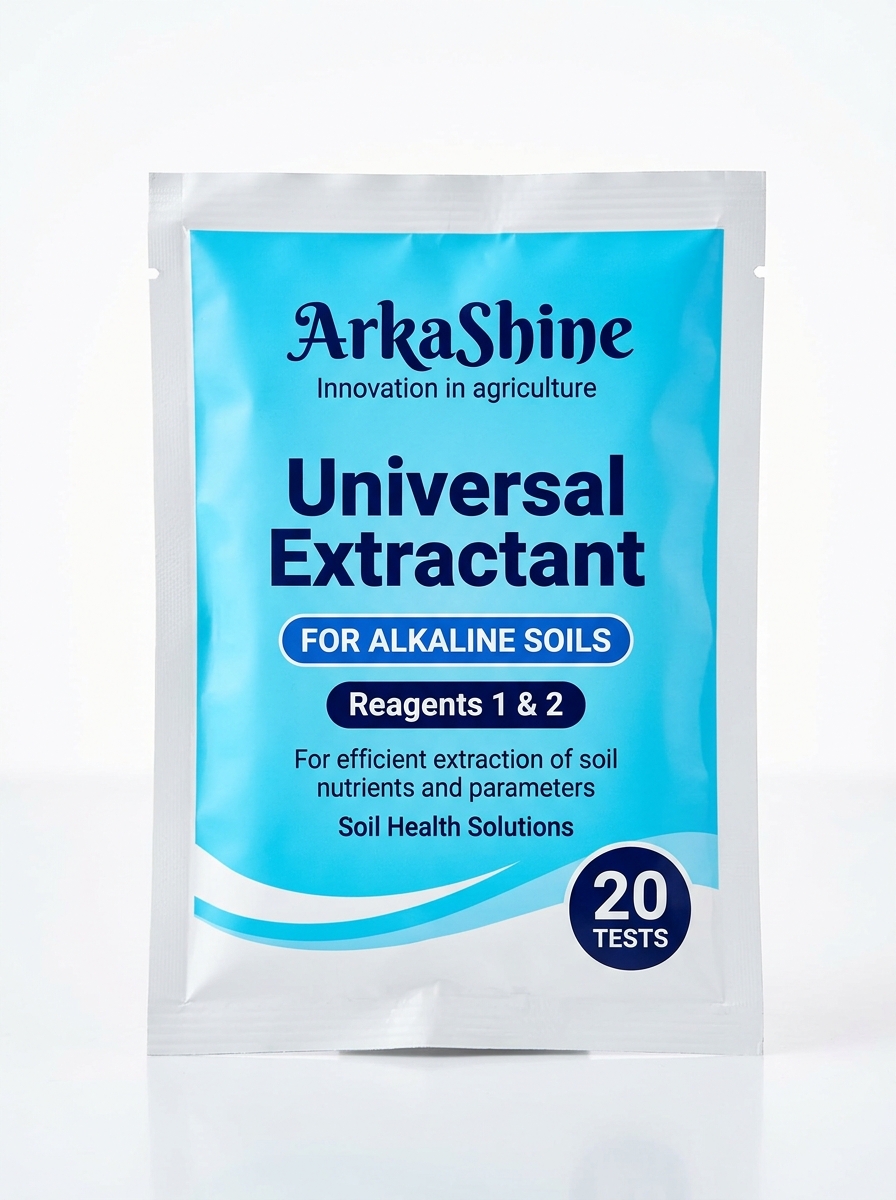 ArkaShine
Innovation in agriculture
Universal
Extractant
FOR ALKALINE SOILS
Reagents 1 & 2
For efficient extraction of soil
nutrients and parameters
Soil Health Solutions
20
TESTS